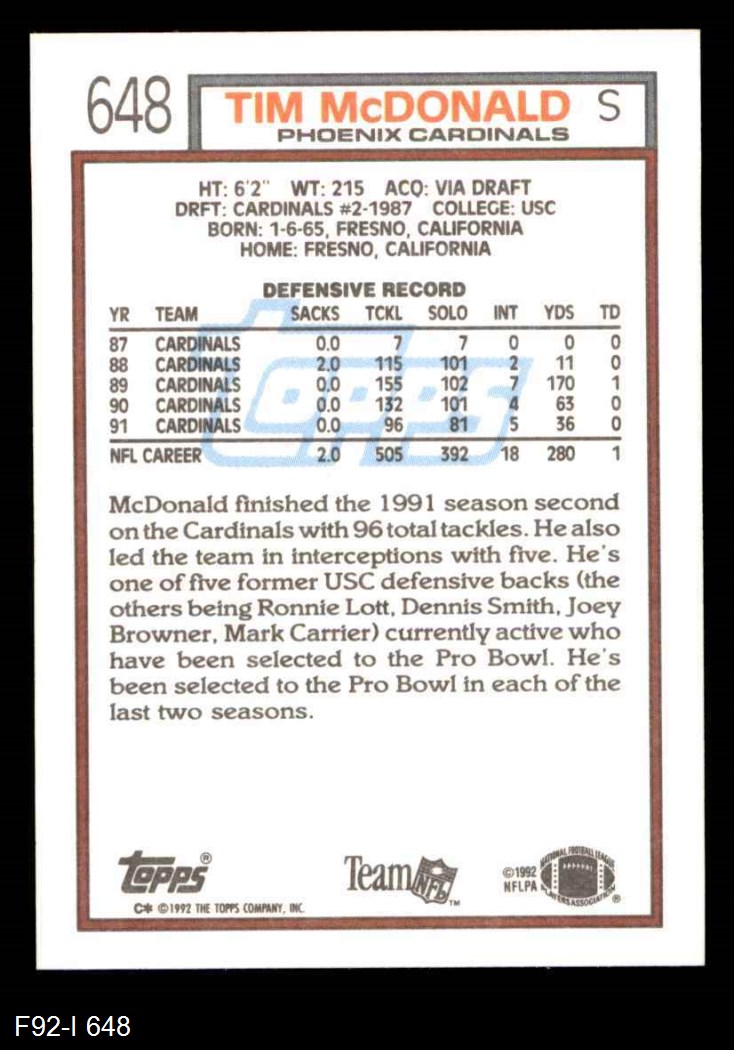 648
TIM McDONALD S
PHOENIX CARDINALS
HT: 6'2" WT: 215 ACQ: VIA DRAFT
DRFT: CARDINALS #2-1987 COLLEGE: USC
BORN: 1-6-65, FRESNO, CALIFORNIA
HOME: FRESNO, CALIFORNIA
DEFENSIVE RECORD
YR TEAM SACKS TCKL SOLO INT YDS TD
87 CARDINALS 0.0 7 7 0 0 0
88 CARDINALS 2.0 115 101 2 11 0
89 CARDINALS 0.0 155 102 7 170 1
90 CARDINALS 0.0 132 101 4 63 0
91 CARDINALS 0.0 96 81 5 36 0
NFL CAREER 2.0 505 392 18 280 1
topps
McDonald finished the 1991 season second
on the Cardinals with 96 total tackles. He also
led the team in interceptions with five. He's
one of five former USC defensive backs (the
others being Ronnie Lott, Dennis Smith, Joey
Browner, Mark Carrier) currently active who
have been selected to the Pro Bowl. He's
been selected to the Pro Bowl in each of the
last two seasons.
topps®
C* ©1992 THE TOPPS COMPANY, INC.
Team NFL™
©1992
NFLPA
NATIONAL FOOTBALL LEAGUE
PLAYERS ASSOCIATION®
F92-I 648